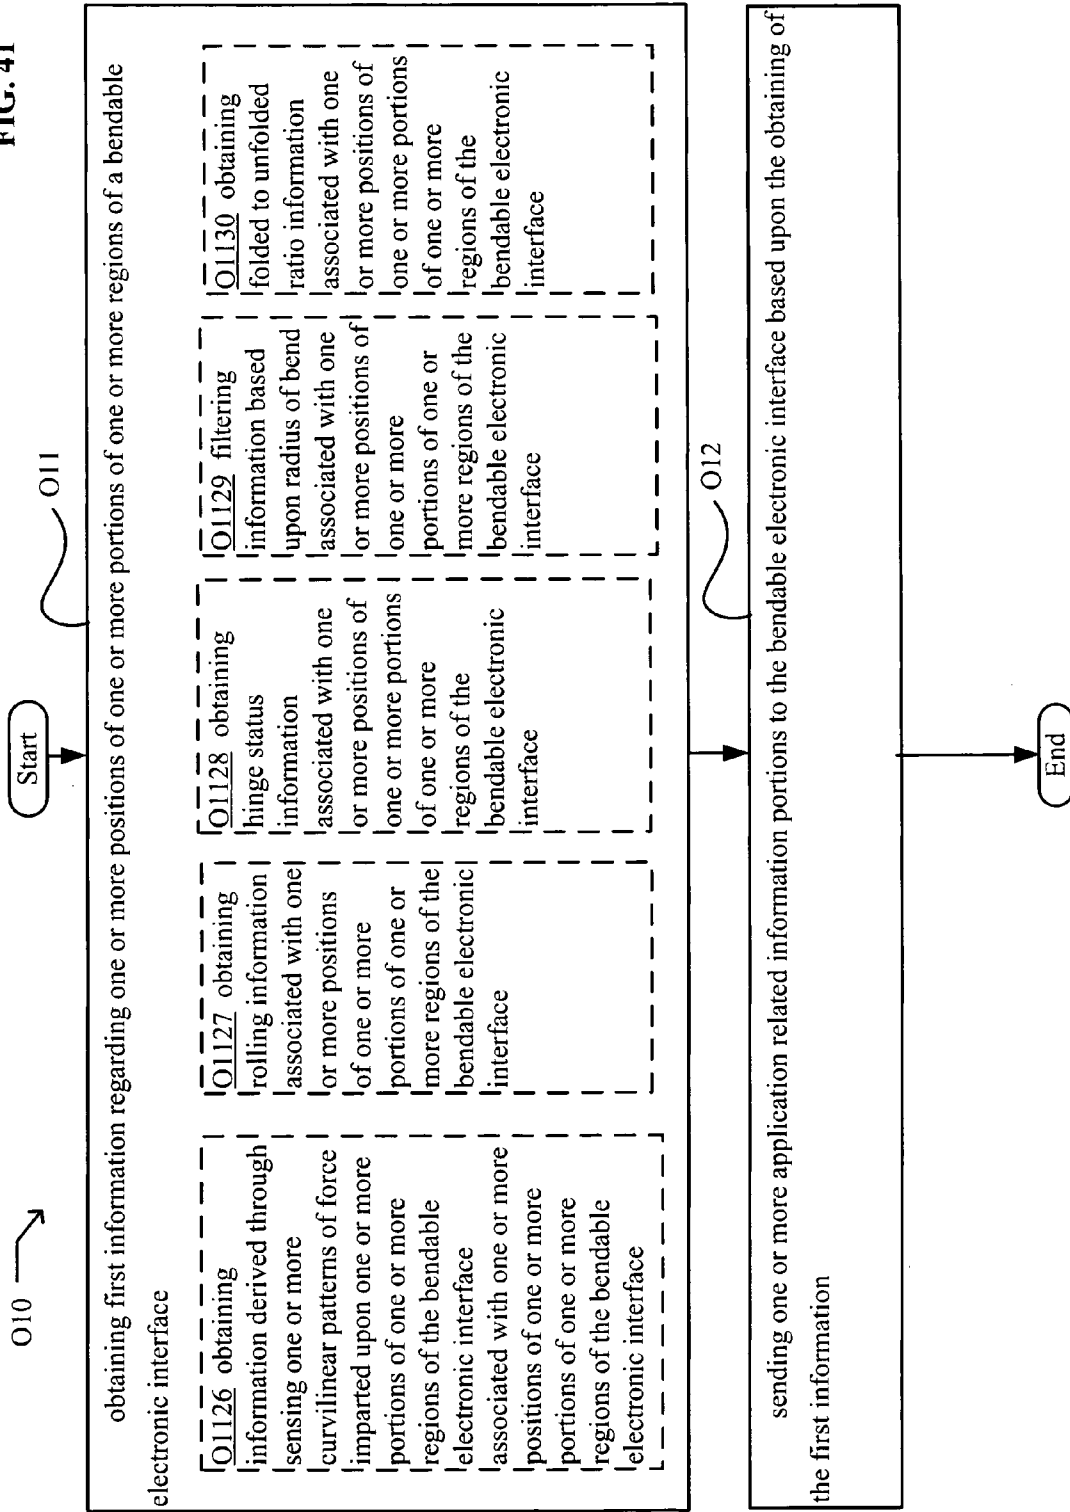 FIG. 41
O10
Start
O11
obtaining first information regarding one or more positions of one or more portions of one or more regions of a bendable
electronic interface
O1126 obtaining
information derived through
sensing one or more
curvilinear patterns of force
imparted upon one or more
portions of one or more
regions of the bendable
electronic interface
associated with one or more
positions of one or more
portions of one or more
regions of the bendable
electronic interface
O1127 obtaining
rolling information
associated with one
or more positions
of one or more
portions of one or
more regions of the
bendable electronic
interface
O1128 obtaining
hinge status
information
associated with one
or more positions of
one or more portions
of one or more
regions of the
bendable electronic
interface
O1129 filtering
information based
upon radius of bend
associated with one
or more positions of
one or more
portions of one or
more regions of the
bendable electronic
interface
O1130 obtaining
folded to unfolded
ratio information
associated with one
or more positions of
one or more portions
of one or more
regions of the
bendable electronic
interface
O12
sending one or more application related information portions to the bendable electronic interface based upon the obtaining of
the first information
End